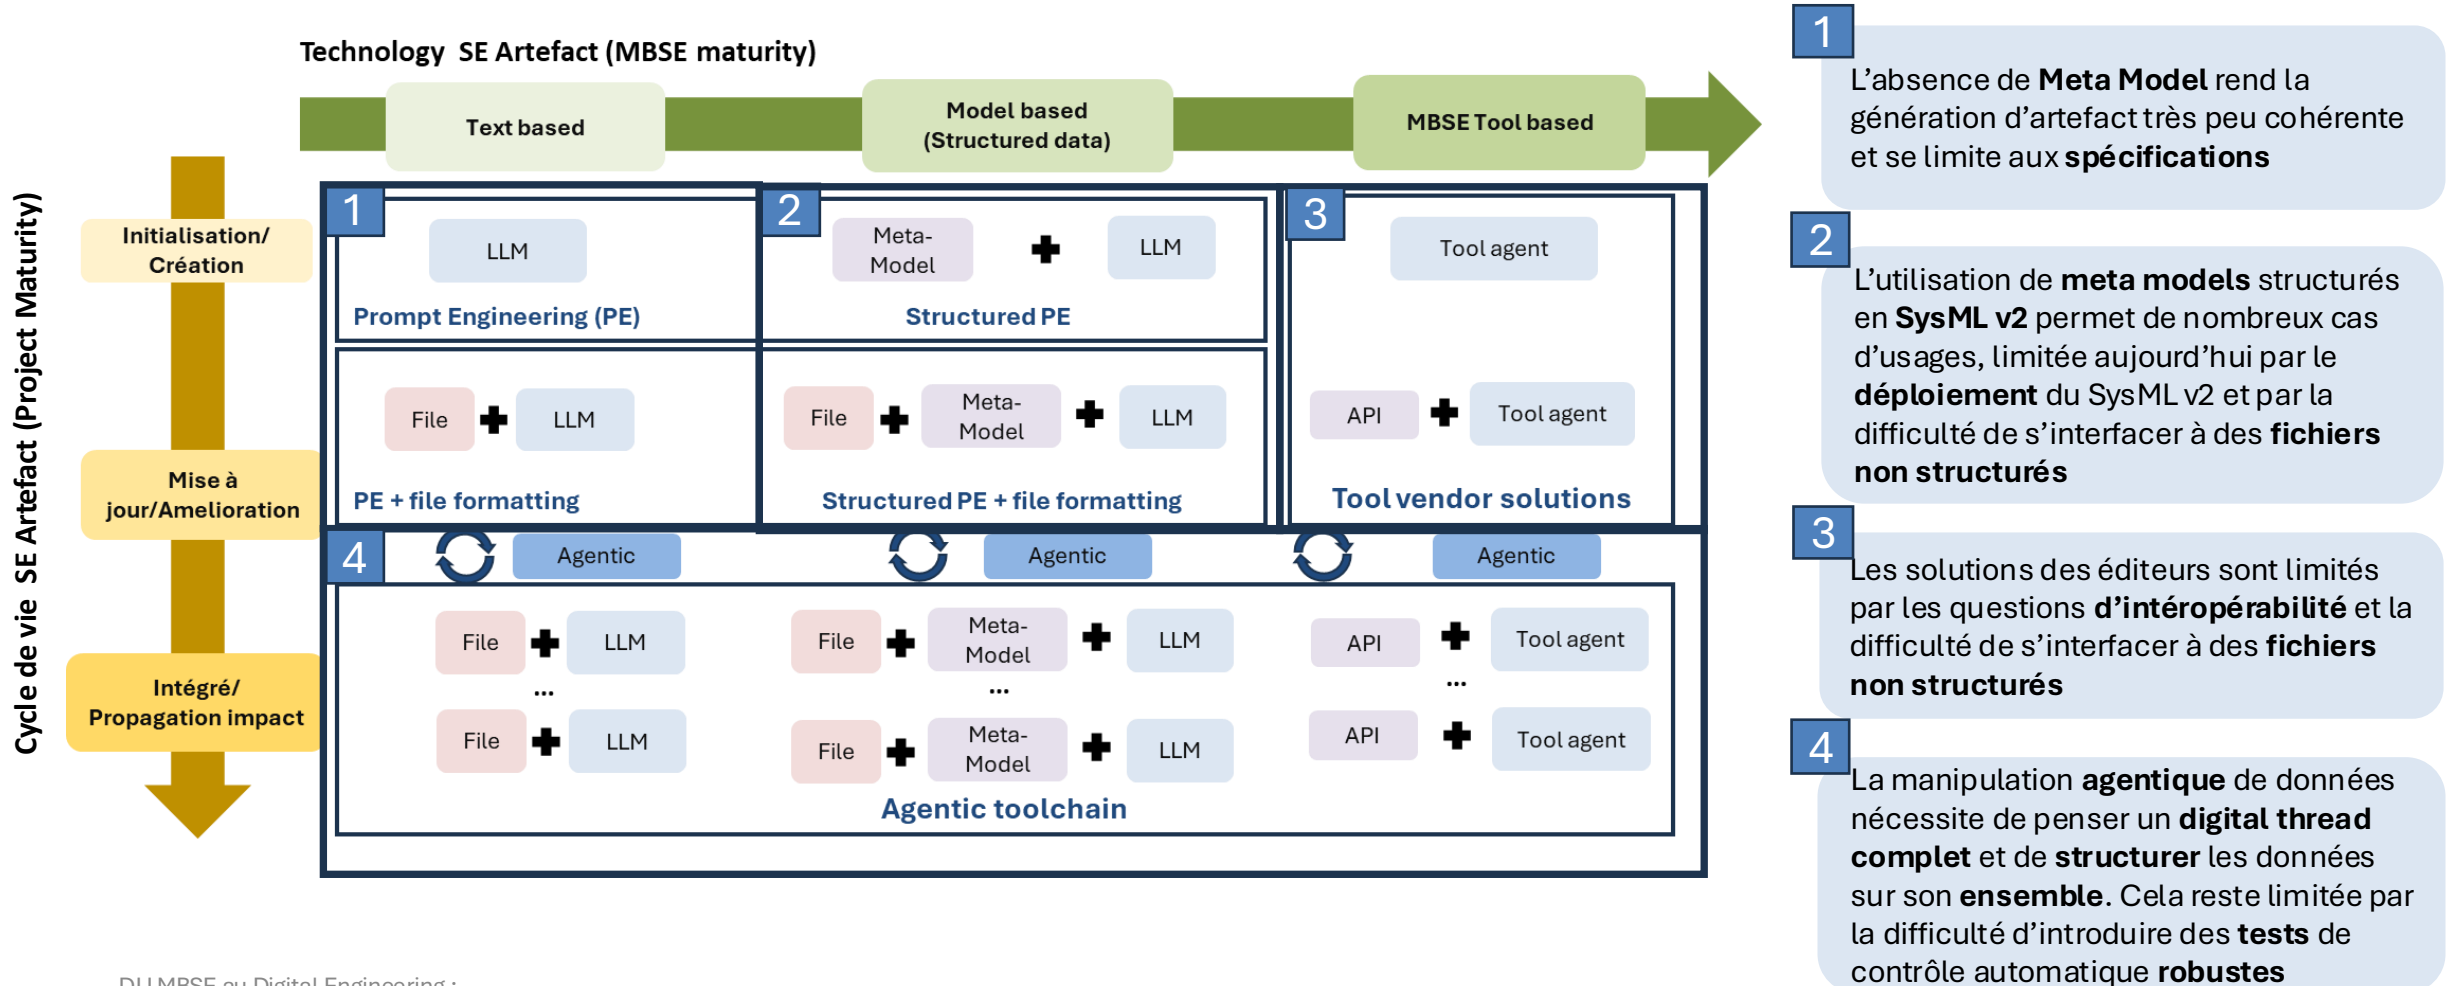 Technology SE Artefact (MBSE maturity)
Text based
Model based
(Structured data)
MBSE Tool based
Cycle de vie SE Artefact (Project Maturity)
Initialisation/
Création
Mise à
jour/Amelioration
Intégré/
Propagation impact
1
LLM
Prompt Engineering (PE)
2
Meta-
Model
LLM
Structured PE
3
Tool agent
File
LLM
PE + file formatting
File
Meta-
Model
LLM
Structured PE + file formatting
API
Tool agent
Tool vendor solutions
4
Agentic
Agentic
Agentic
File
LLM
...
File
LLM
File
Meta-
Model
LLM
...
File
Meta-
Model
LLM
API
Tool agent
...
API
Tool agent
Agentic toolchain
1
L’absence de Meta Model rend la
génération d’artefact très peu cohérente
et se limite aux spécifications
2
L’utilisation de meta models structurés
en SysML v2 permet de nombreux cas
d’usages, limitée aujourd’hui par le
déploiement du SysML v2 et par la
difficulté de s’interfacer à des fichiers
non structurés
3
Les solutions des éditeurs sont limités
par les questions d’intéropérabilité et la
difficulté de s’interfacer à des fichiers
non structurés
4
La manipulation agentique de données
nécessite de penser un digital thread
complet et de structurer les données
sur son ensemble. Cela reste limitée par
la difficulté d’introduire des tests de
contrôle automatique robustes
DU MBSE au Digital Engineering :